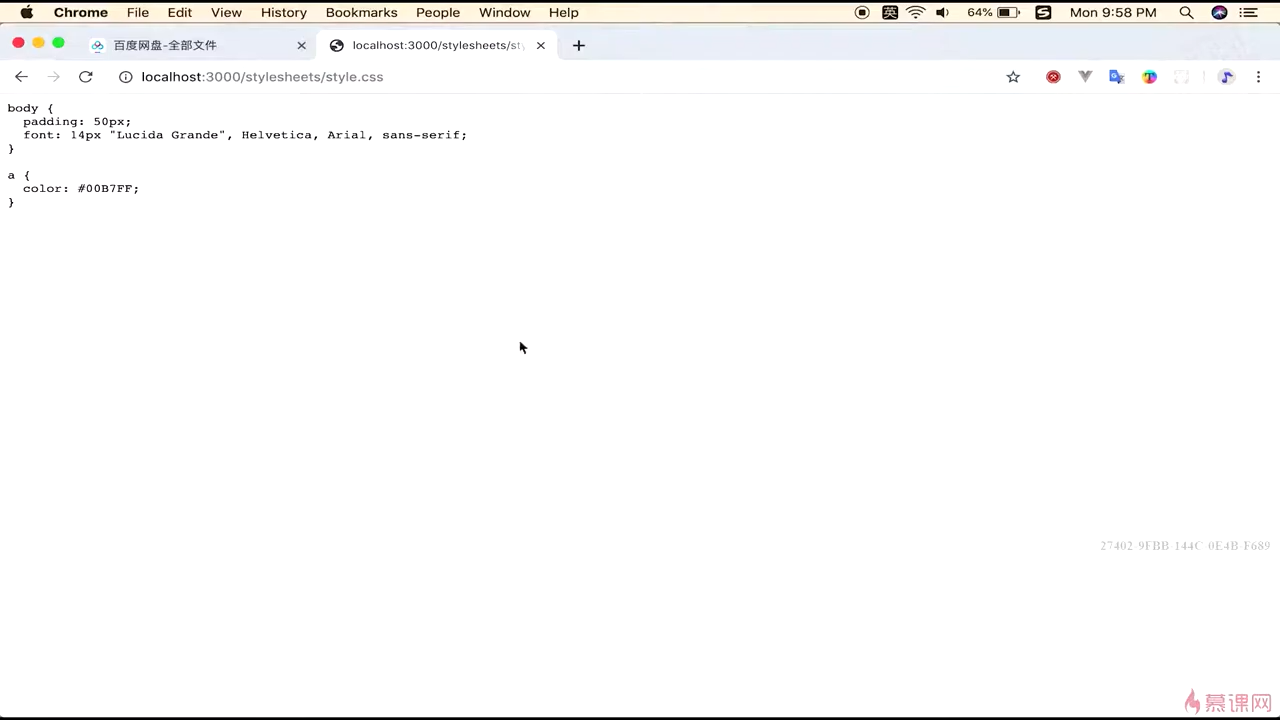 Chrome File Edit View History Bookmarks People Window Help 英 64% Mon 9:58 PM
百度网盘-全部文件 localhost:3000/stylesheets/sty
localhost:3000/stylesheets/style.css
body {
  padding: 50px;
  font: 14px "Lucida Grande", Helvetica, Arial, sans-serif;
}
a {
  color: #00B7FF;
}
27402-9FBB-144C-0E4B-F689
慕课网